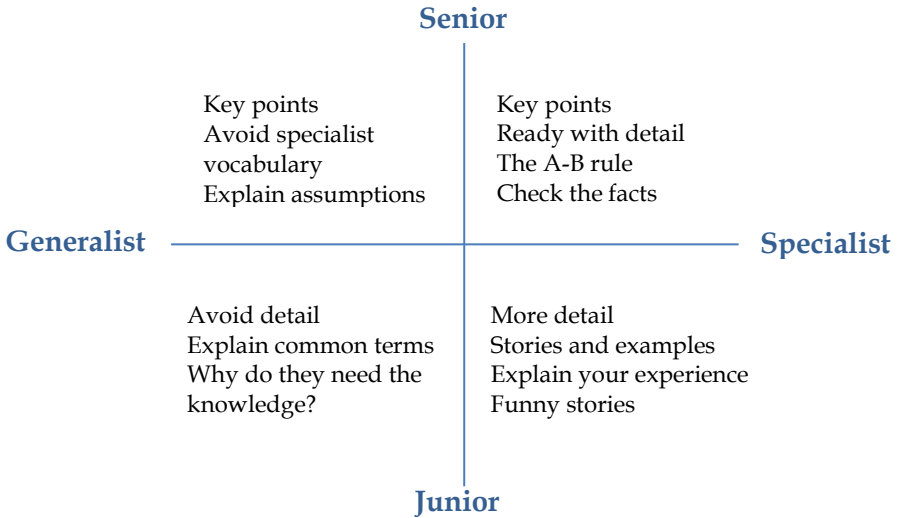 Senior
Key points
Avoid specialist
vocabulary
Explain assumptions
Key points
Ready with detail
The A-B rule
Check the facts
Generalist
Specialist
Avoid detail
Explain common terms
Why do they need the
knowledge?
More detail
Stories and examples
Explain your experience
Funny stories
Junior